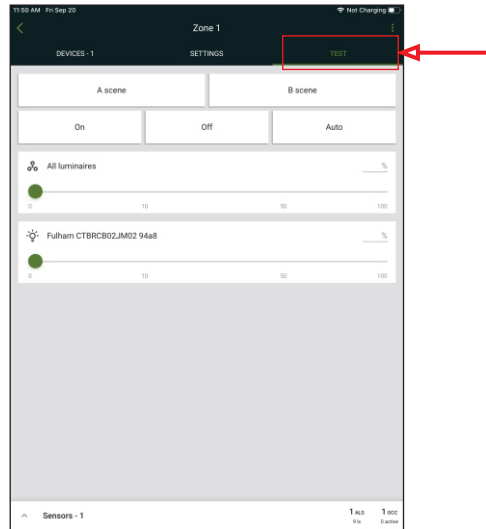 11:50 AM Fri Sep 20 Not Charging
Zone 1
DEVICES - 1 SETTINGS TEST
A scene B scene
On Off Auto
All luminaires %
0 10 50 100
Fulham CTBRCB02JM02 94a8 %
0 10 50 100
Sensors - 1 1 ALS 1 OCC
9 lx 0 active